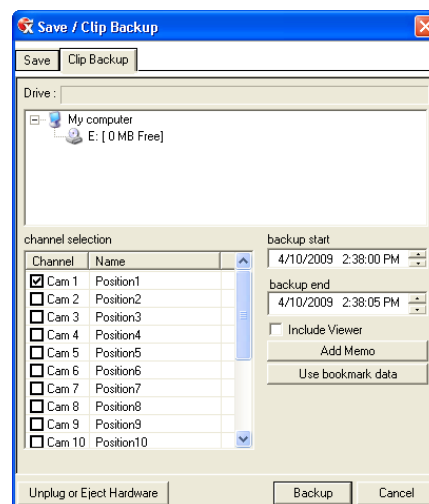 Save / Clip Backup
Save Clip Backup
Drive :
My computer
E: [ 0 MB Free]
channel selection
Channel Name
Cam 1 Position1
Cam 2 Position2
Cam 3 Position3
Cam 4 Position4
Cam 5 Position5
Cam 6 Position6
Cam 7 Position7
Cam 8 Position8
Cam 9 Position9
Cam 10 Position10
backup start
4/10/2009 2:38:00 PM
backup end
4/10/2009 2:38:05 PM
Include Viewer
Add Memo
Use bookmark data
Unplug or Eject Hardware
Backup
Cancel